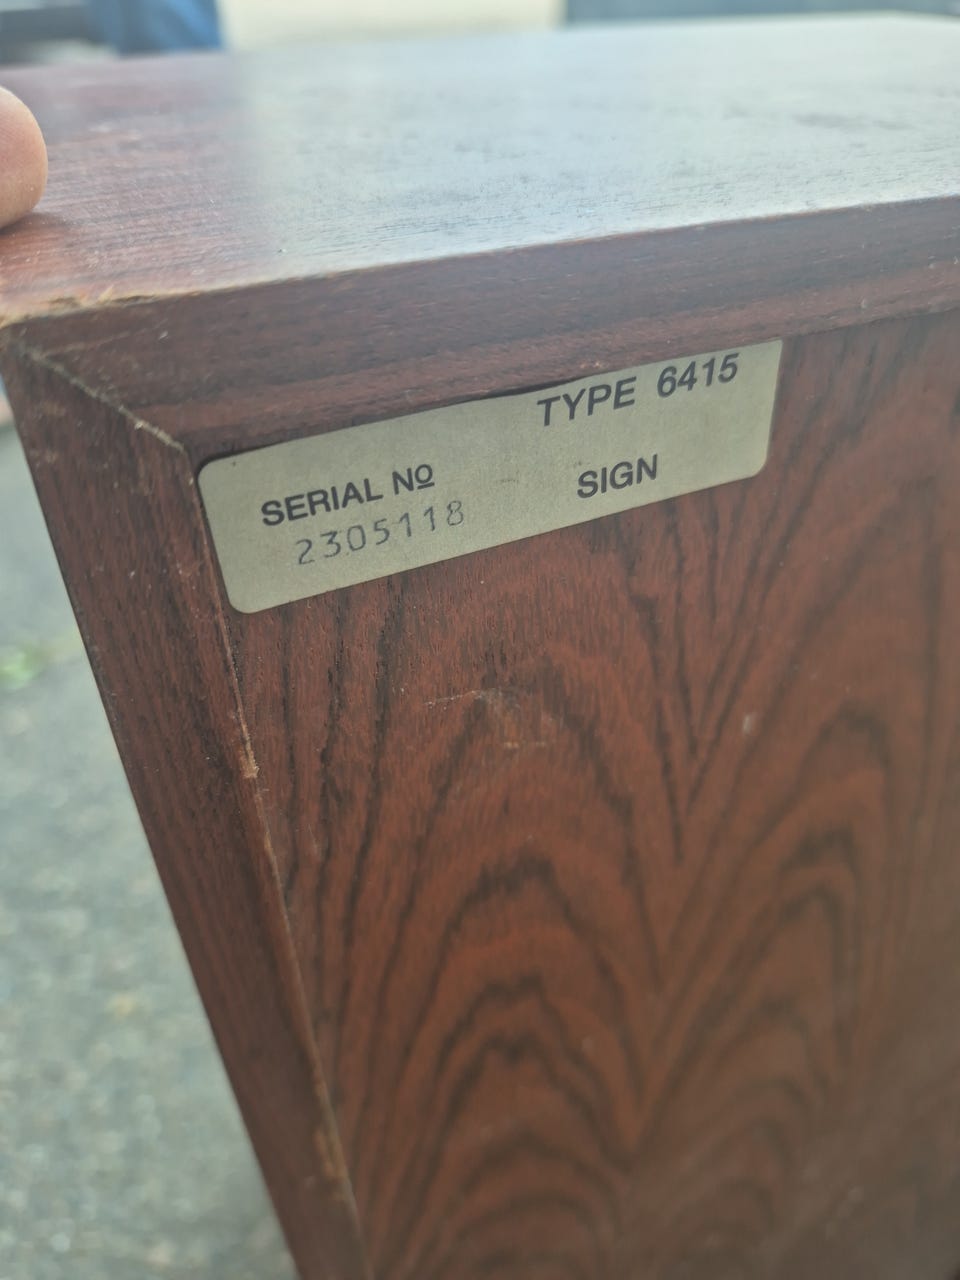 TYPE 6415
SERIAL Nº
SIGN
2305118